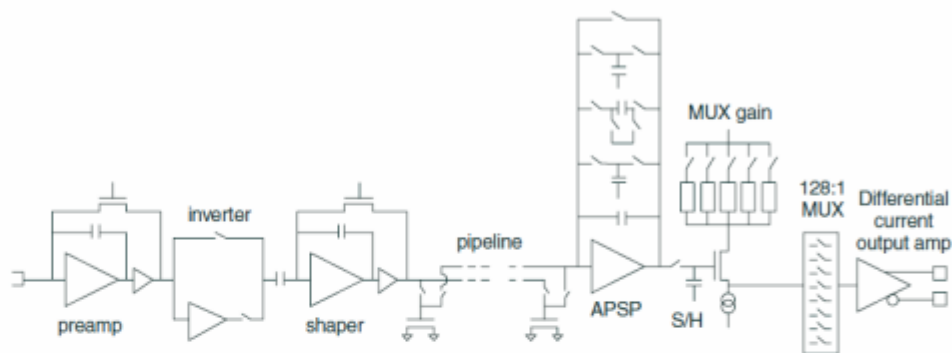 MUX gain
128:1
MUX
Differential
current
output amp
inverter
pipeline
preamp
shaper
APSP
S/H